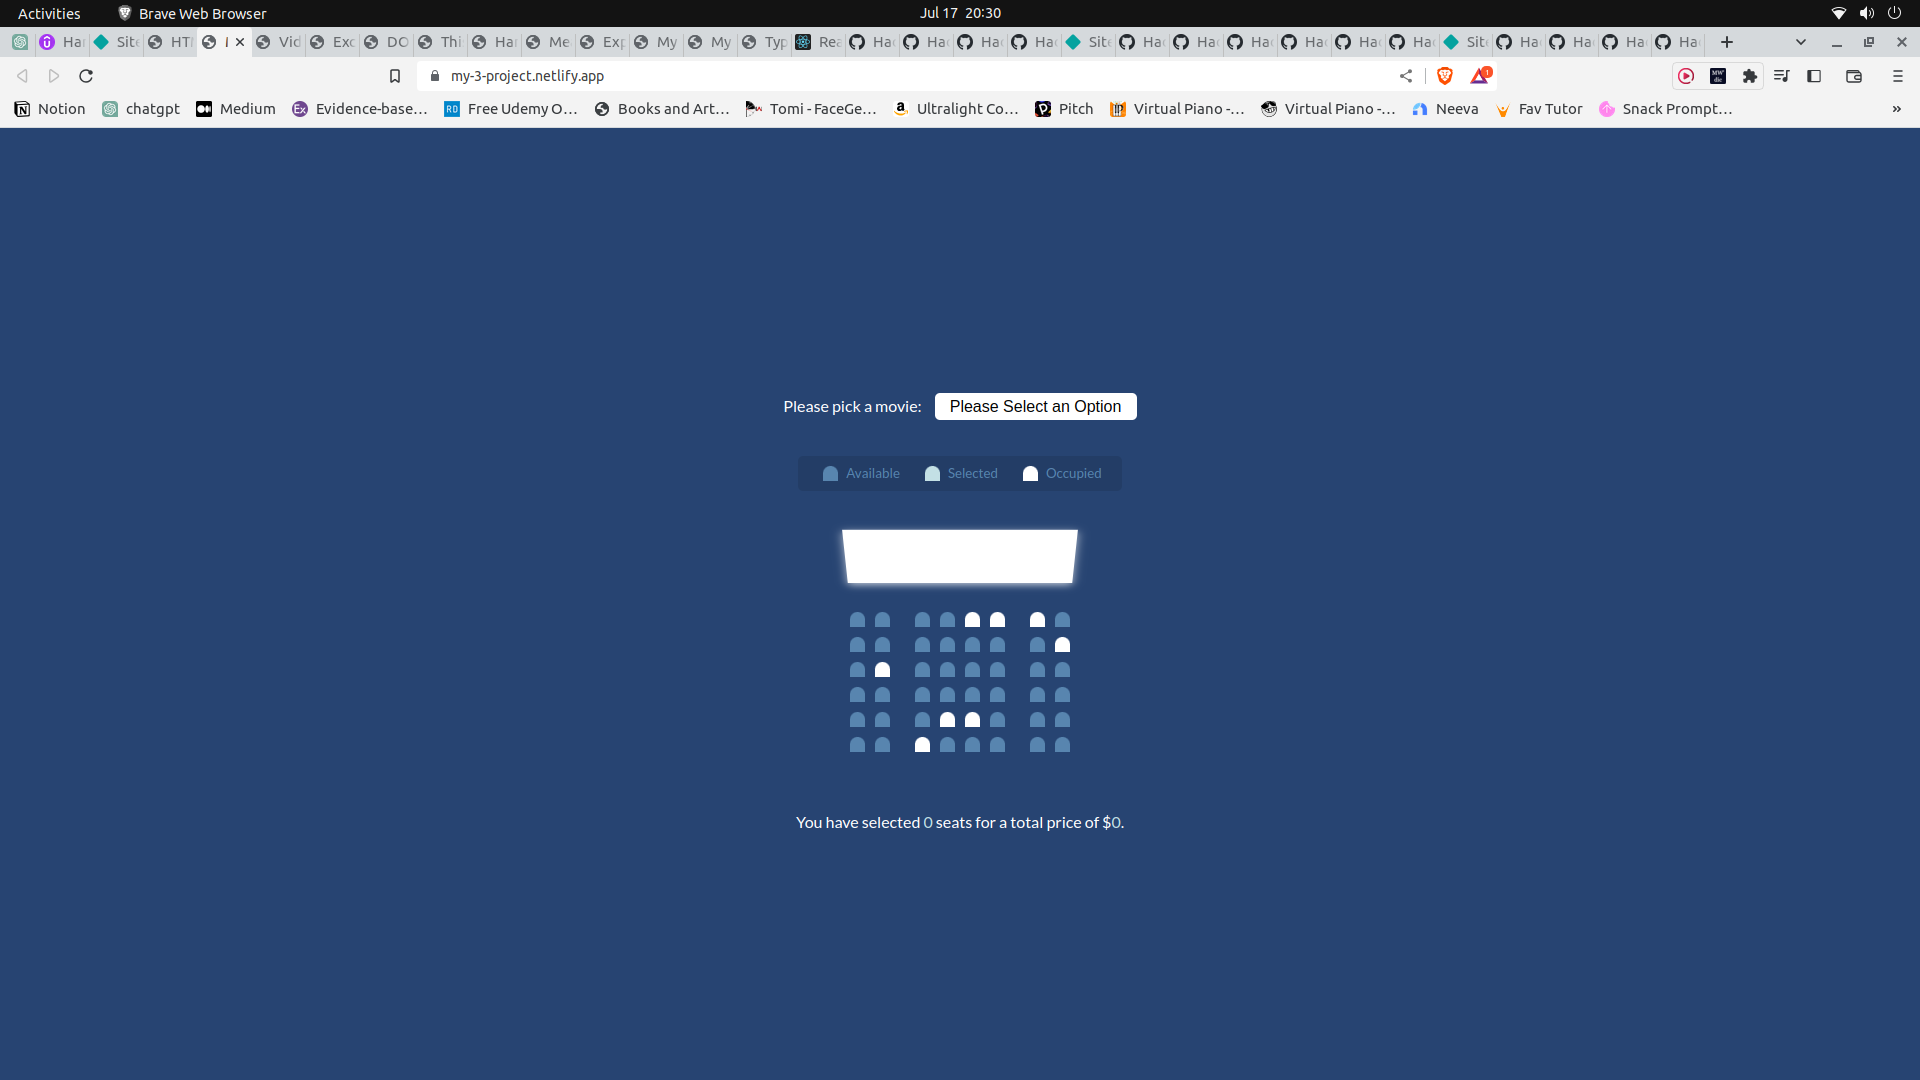 Activities Brave Web Browser Jul 17 20:30
Ha Site HT Vid Exc DO Thi Ha Me Exp My My Typ Rea Ha Ha Ha Ha Site Ha Ha Ha Ha Ha Ha Site Ha Ha Ha Ha
my-3-project.netlify.app 1
Notion chatgpt Medium Evidence-base... Free Udemy O... Books and Art... Tomi - FaceGe... Ultralight Co... Pitch Virtual Piano -... Virtual Piano -... Neeva Fav Tutor Snack Prompt... »
Please pick a movie: Please Select an Option
Available Selected Occupied
You have selected 0 seats for a total price of $0.